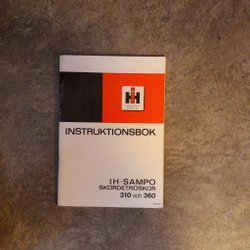 INSTRUKTIONSBOK
IH-SAMPO
SKÖRDETRÖSKOR
310 och 360